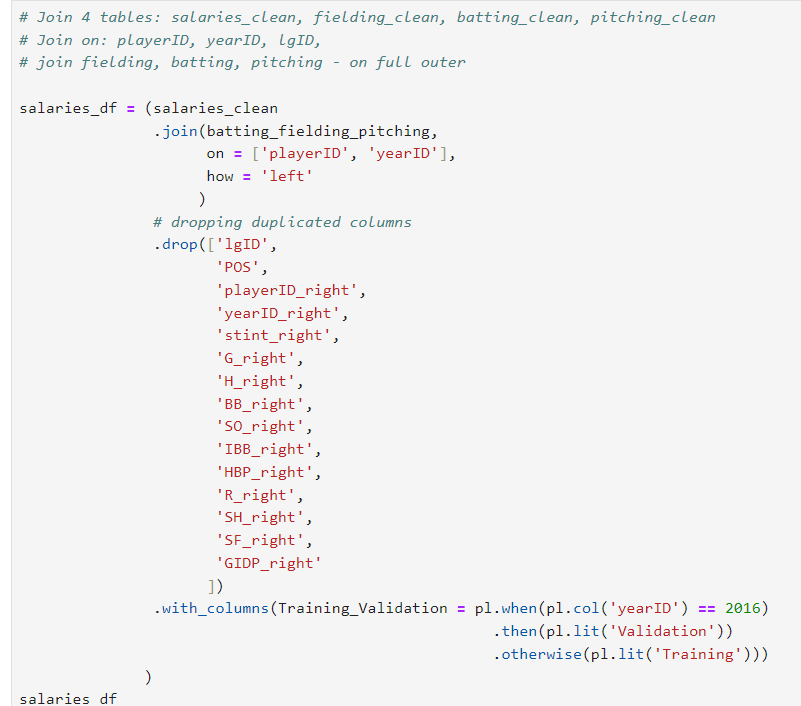 # Join 4 tables: salaries_clean, fielding_clean, batting_clean, pitching_clean
# Join on: playerID, yearID, lgID,
# join fielding, batting, pitching - on full outer

salaries_df = (salaries_clean
               .join(batting_fielding_pitching,
                     on = ['playerID', 'yearID'],
                     how = 'left'
                    )
               # dropping duplicated columns
               .drop(['lgID',
                      'POS',
                      'playerID_right',
                      'yearID_right',
                      'stint_right',
                      'G_right',
                      'H_right',
                      'BB_right',
                      'SO_right',
                      'IBB_right',
                      'HBP_right',
                      'R_right',
                      'SH_right',
                      'SF_right',
                      'GIDP_right'
                     ])
               .with_columns(Training_Validation = pl.when(pl.col('yearID') == 2016)
                                                     .then(pl.lit('Validation'))
                                                     .otherwise(pl.lit('Training')))
              )
salaries_df